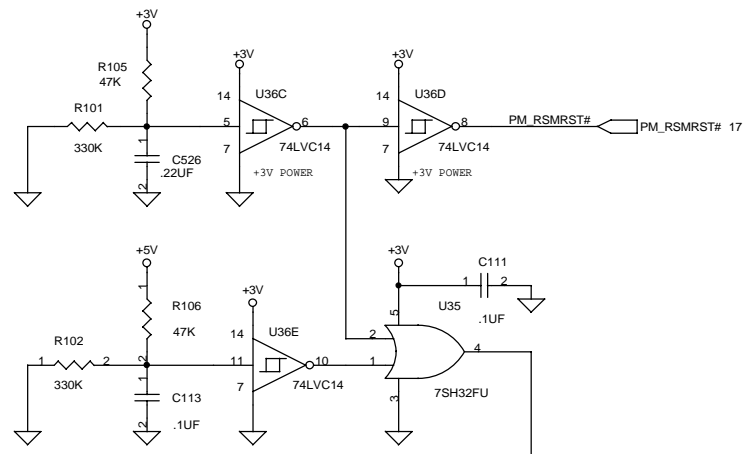 +3V
R105
47K
+3V
+3V
U36C
U36D
R101
14
14
5
6
9
8
PM_RSMRST#
PM_RSMRST# 17
330K
1
C526
.22UF
2
7
74LVC14
7
74LVC14
+3V POWER
+3V POWER
+5V
+3V
C111
1
2
1
R106
47K
+3V
U36E
5
U35
.1UF
R102
14
2
1
2
2
11
10
1
4
330K
1
C113
.1UF
2
7
74LVC14
3
7SH32FU